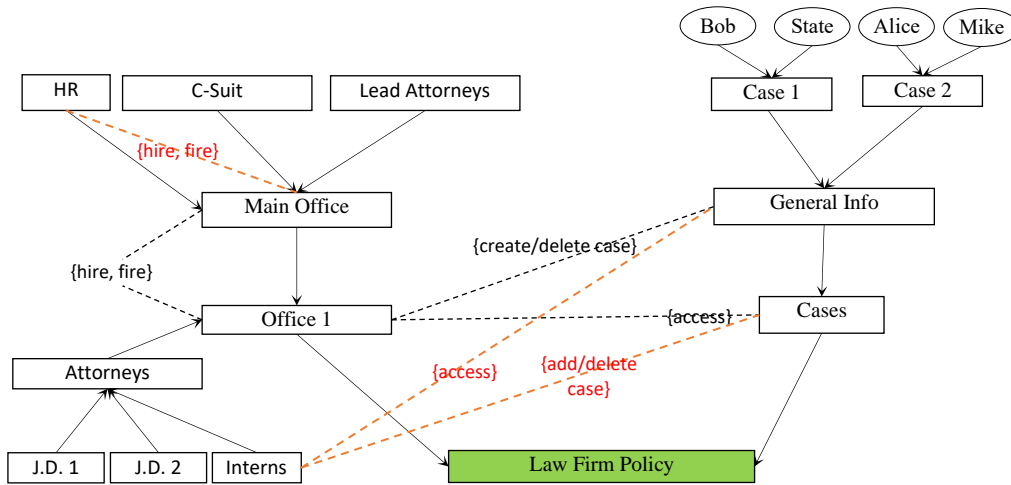 Bob
State
Alice
Mike
HR
C-Suit
Lead Attorneys
Case 1
Case 2
{hire, fire}
Main Office
General Info
{create/delete case}
{hire, fire}
Office 1
Cases
{access}
Attorneys
{access}
{add/delete
case}
J.D. 1
J.D. 2
Interns
Law Firm Policy